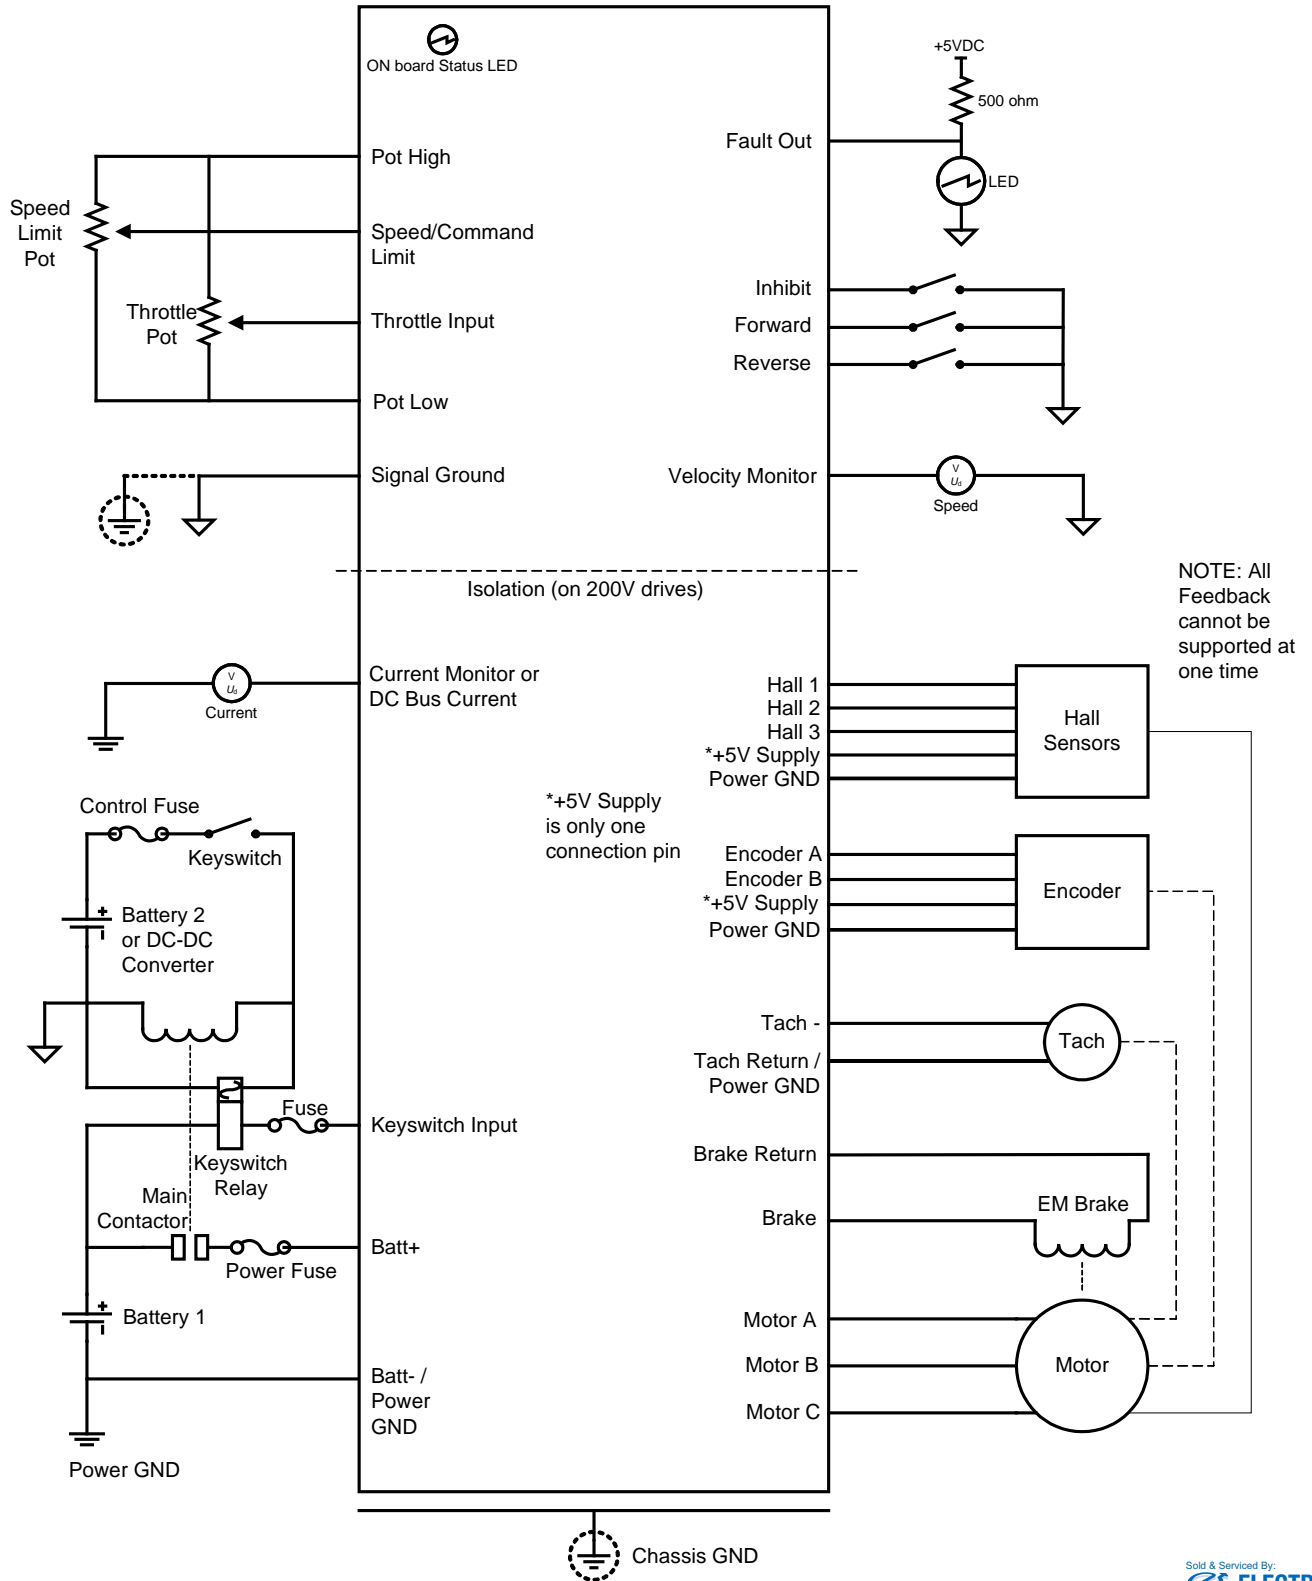 ON board Status LED
+5VDC
500 ohm
Fault Out
LED
Pot High
Speed
Limit
Pot
Speed/Command
Limit
Throttle
Pot
Throttle Input
Pot Low
Inhibit
Forward
Reverse
Signal Ground
Velocity Monitor
V
Ud
Speed
Isolation (on 200V drives)
NOTE: All
Feedback
cannot be
supported at
one time
Current Monitor or
DC Bus Current
V
Ud
Current
Hall 1
Hall 2
Hall 3
*+5V Supply
Power GND
Hall
Sensors
Control Fuse
Keyswitch
*+5V Supply
is only one
connection pin
Encoder A
Encoder B
*+5V Supply
Power GND
Encoder
+
Battery 2
or DC-DC
Converter
Tach -
Tach Return /
Power GND
Tach
Fuse
Keyswitch Input
Keyswitch
Relay
Brake Return
Brake
EM Brake
Main
Contactor
Batt+
Power Fuse
+
Battery 1
Motor A
Motor B
Motor C
Motor
Batt- /
Power
GND
Power GND
Chassis GND
Sold & Serviced By: